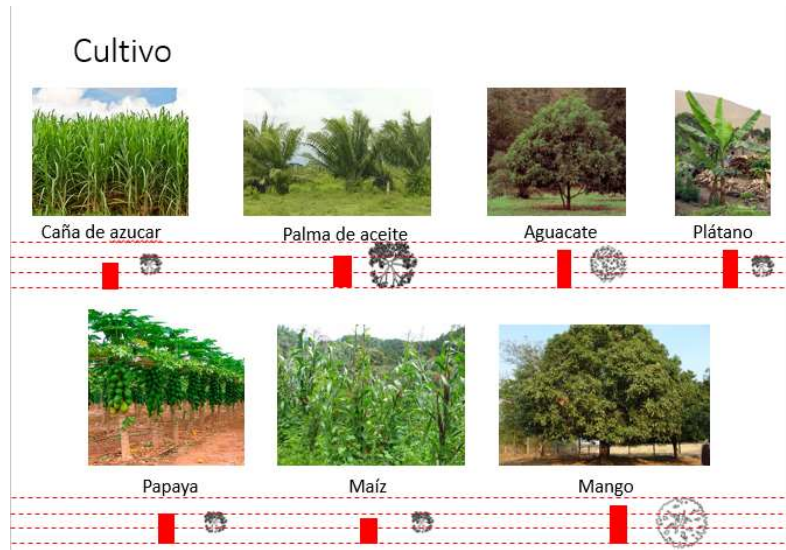 Cultivo
Caña de azucar
Palma de aceite
Aguacate
Plátano
Papaya
Maíz
Mango